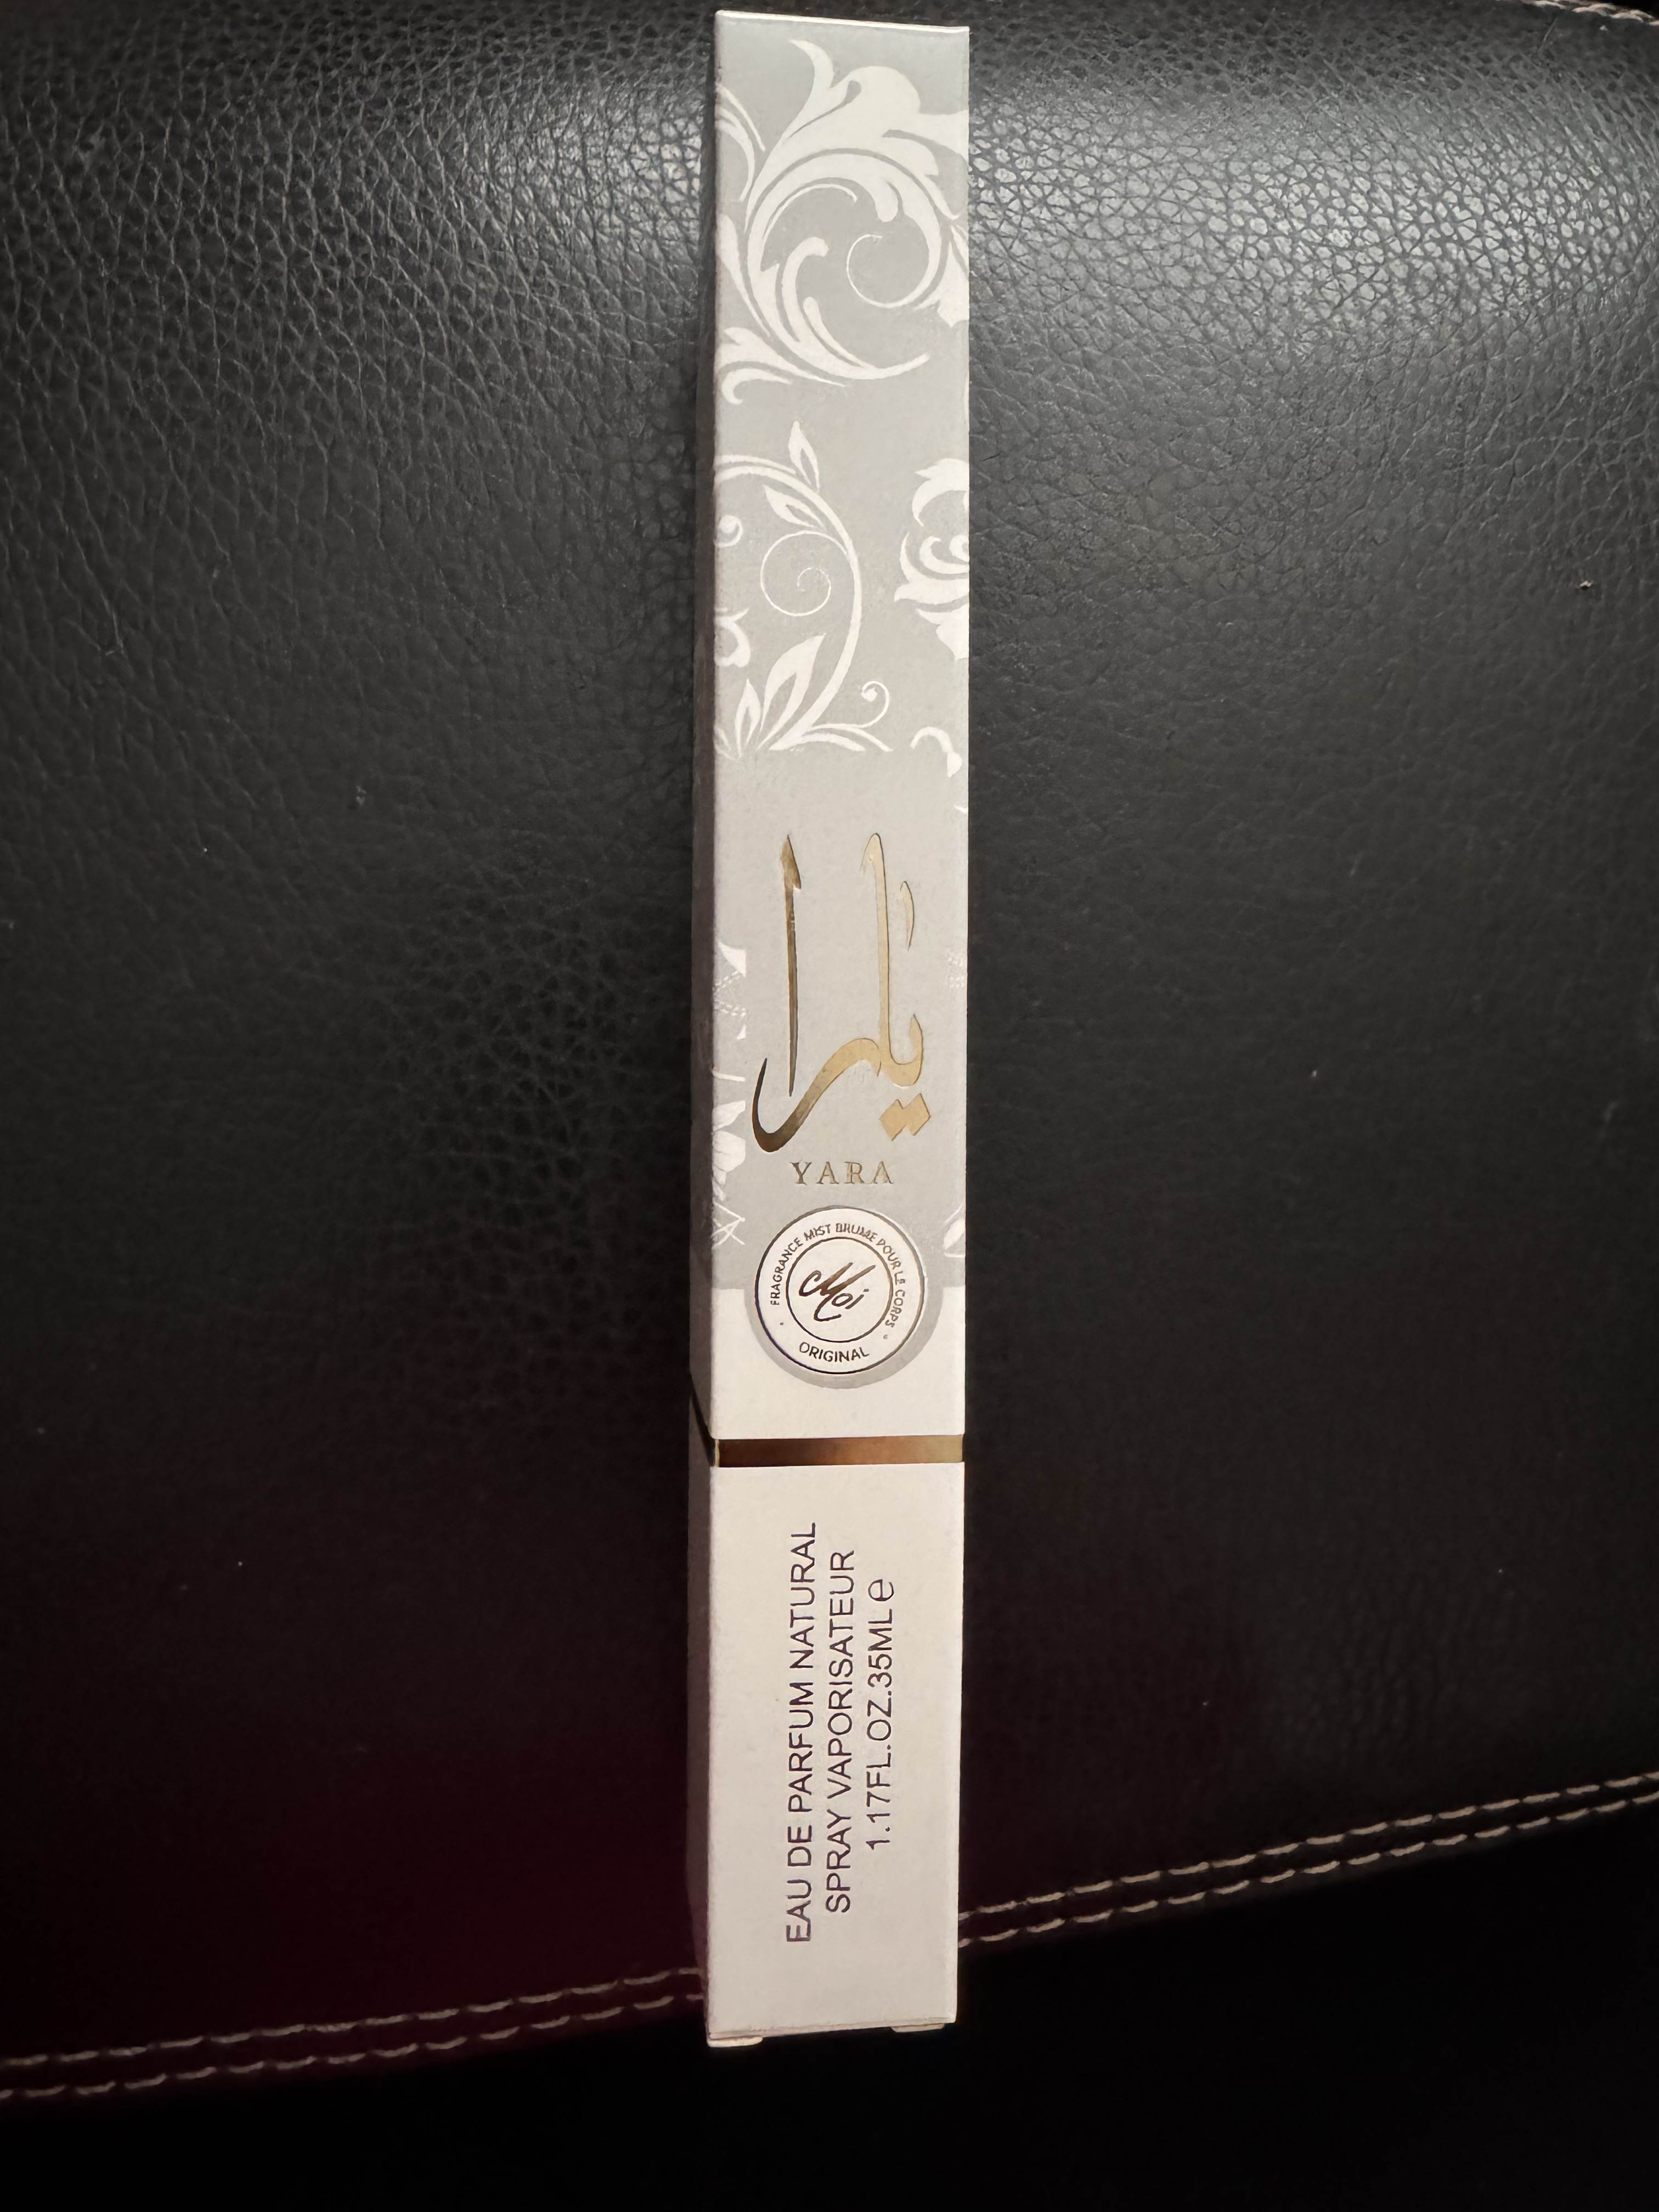 يارا
YARA
FRAGRANCE MIST BRUME POUR LE CORPS
Moi
ORIGINAL
EAU DE PARFUM NATURAL
SPRAY VAPORISATEUR
1.17FL.OZ.35ML℮